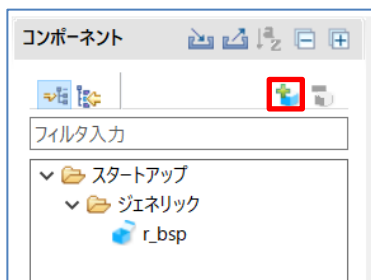 コンポーネント
フィルタ入力
スタートアップ
ジェネリック
r_bsp